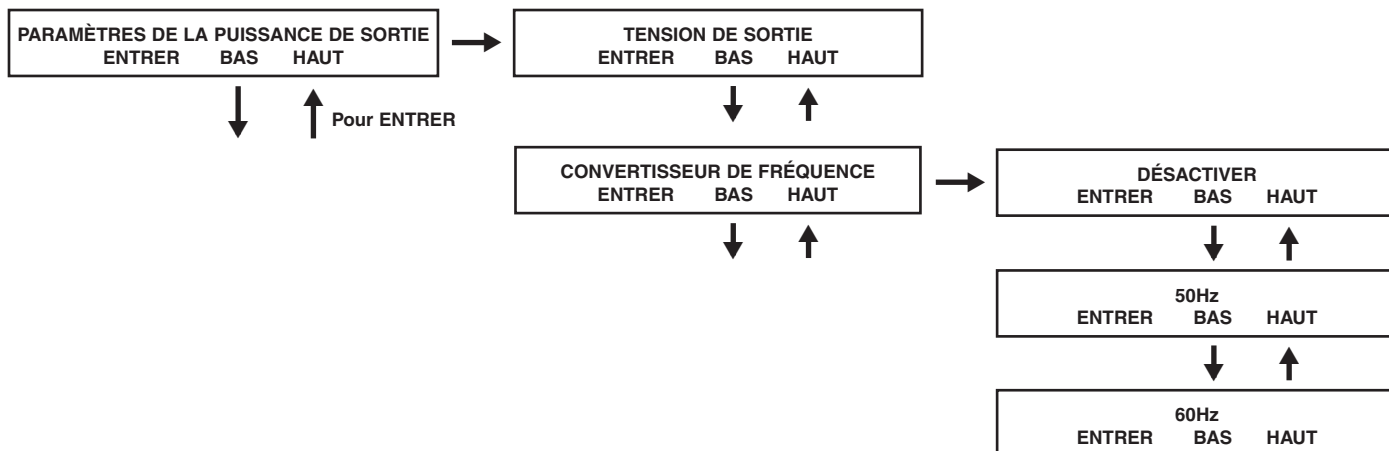 PARAMÈTRES DE LA PUISSANCE DE SORTIE
ENTRER BAS HAUT
Pour ENTRER
TENSION DE SORTIE
ENTRER BAS HAUT
CONVERTISSEUR DE FRÉQUENCE
ENTRER BAS HAUT
DÉSACTIVER
ENTRER BAS HAUT
50Hz
ENTRER BAS HAUT
60Hz
ENTRER BAS HAUT